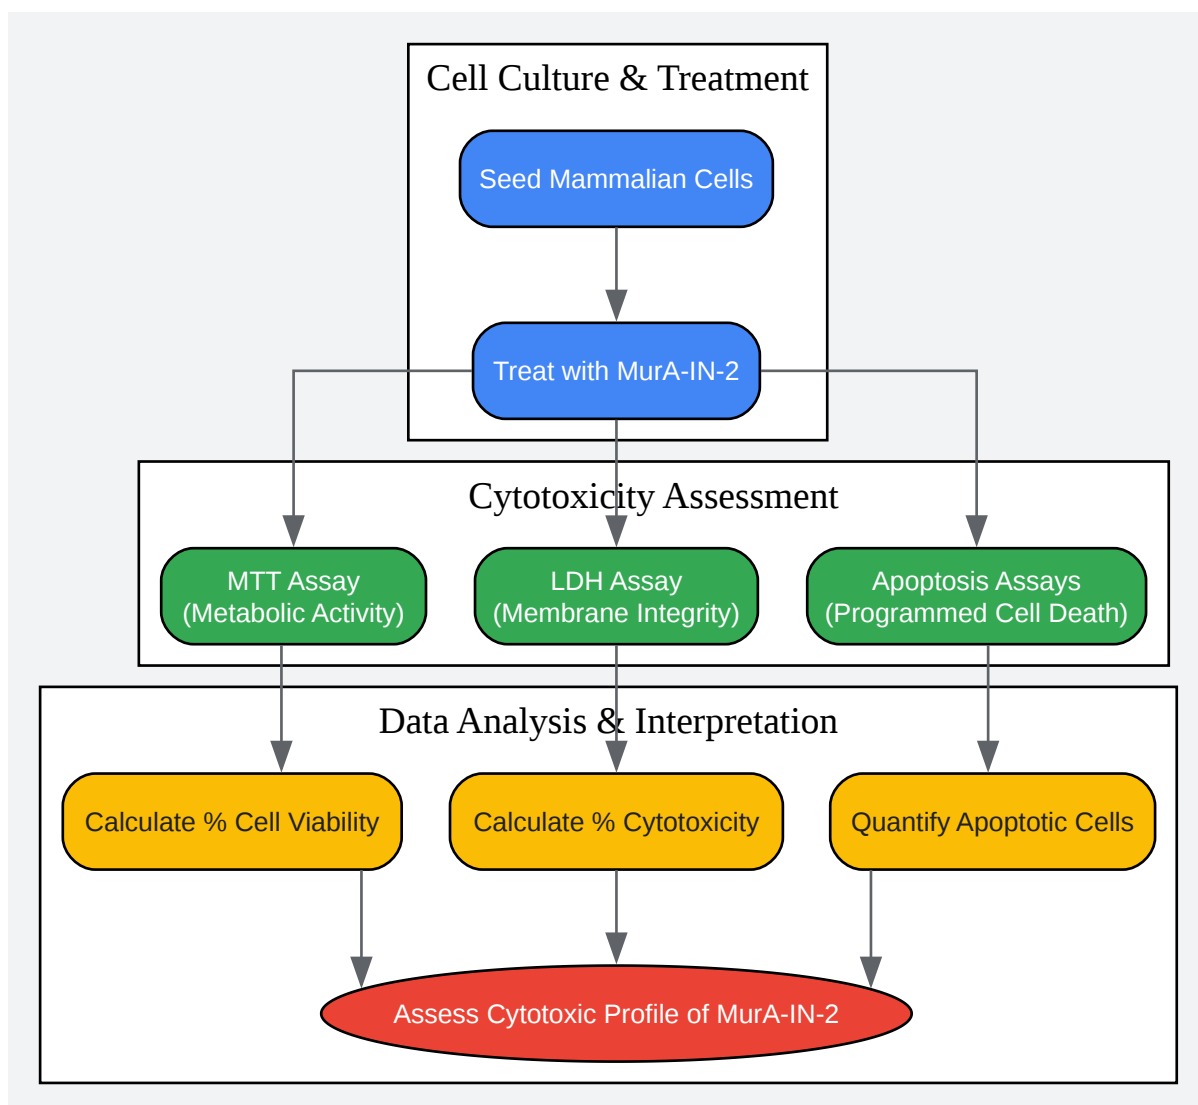 Cell Culture & Treatment
Seed Mammalian Cells
Treat with MurA-IN-2
Cytotoxicity Assessment
MTT Assay
(Metabolic Activity)
LDH Assay
(Membrane Integrity)
Apoptosis Assays
(Programmed Cell Death)
Data Analysis & Interpretation
Calculate % Cell Viability
Calculate % Cytotoxicity
Quantify Apoptotic Cells
Assess Cytotoxic Profile of MurA-IN-2